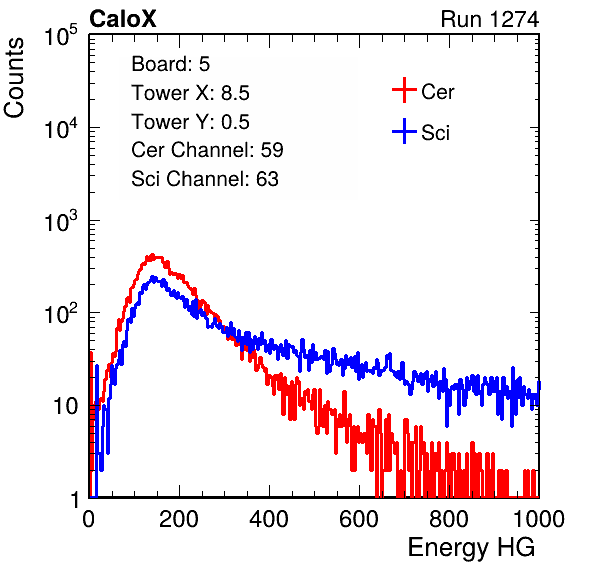 CaloX Run 1274
Counts
10^5
10^4
10^3
10^2
10
1
Board: 5
Tower X: 8.5
Tower Y: 0.5
Cer Channel: 59
Sci Channel: 63
Cer
Sci
0 200 400 600 800 1000
Energy HG